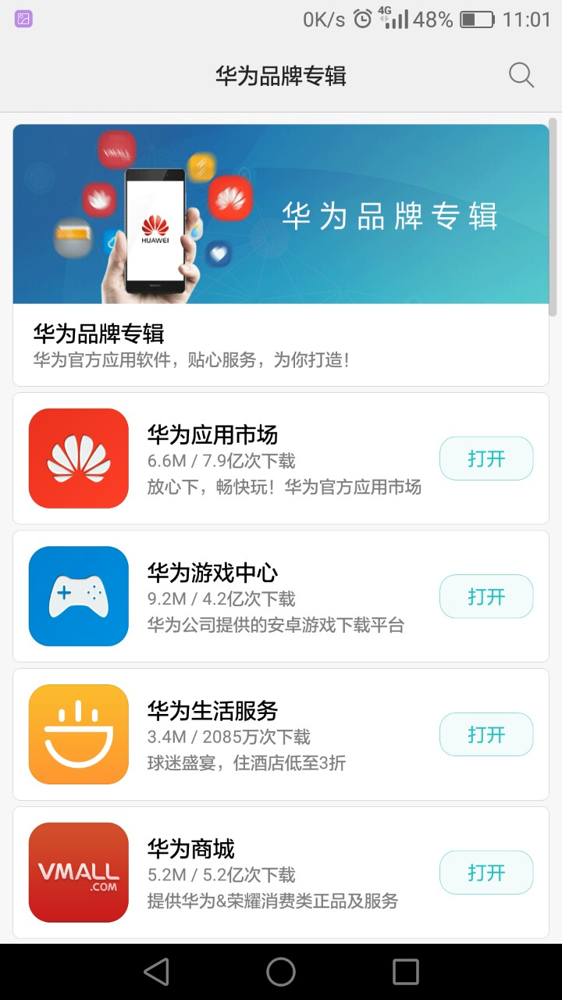 0K/s 4G 48% 11:01
华为品牌专辑
VMALL
HUAWEI
华为品牌专辑
华为品牌专辑
华为官方应用软件，贴心服务，为你打造！
华为应用市场
6.6M / 7.9亿次下载
放心下，畅快玩！华为官方应用市场
打开
华为游戏中心
9.2M / 4.2亿次下载
华为公司提供的安卓游戏下载平台
打开
华为生活服务
3.4M / 2085万次下载
球迷盛宴，住酒店低至3折
打开
VMALL
.COM
华为商城
5.2M / 5.2亿次下载
提供华为&荣耀消费类正品及服务
打开